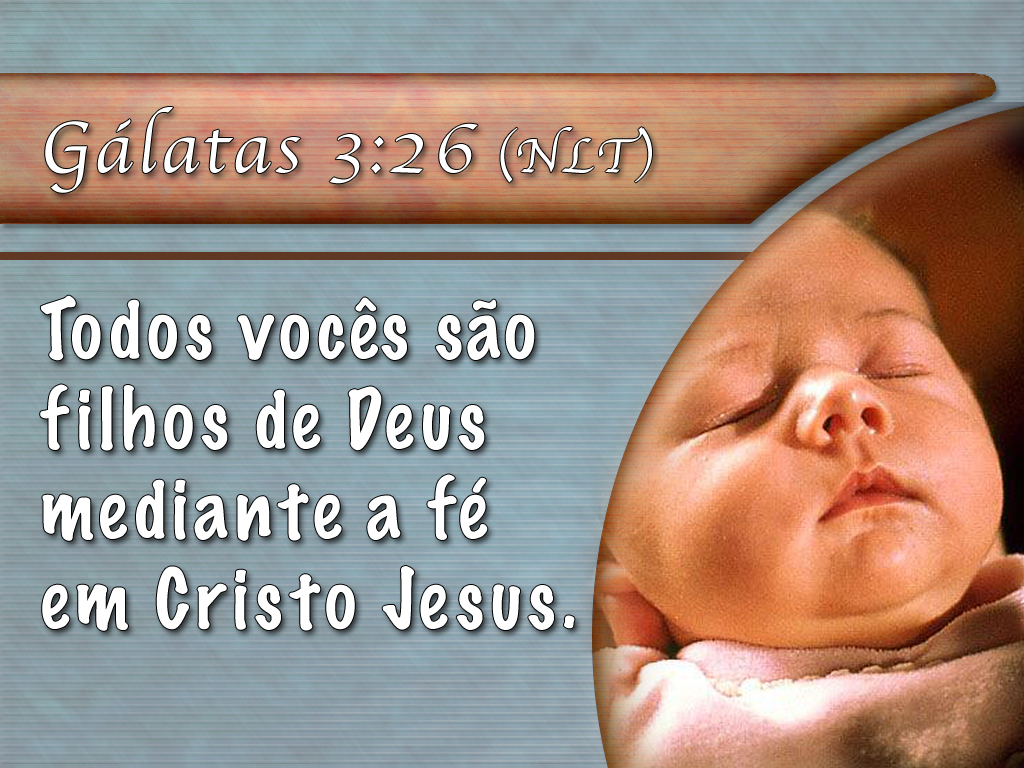 Gálatas 3:26 (NLT)
Todos vocês são
filhos de Deus
mediante a fé
em Cristo Jesus.